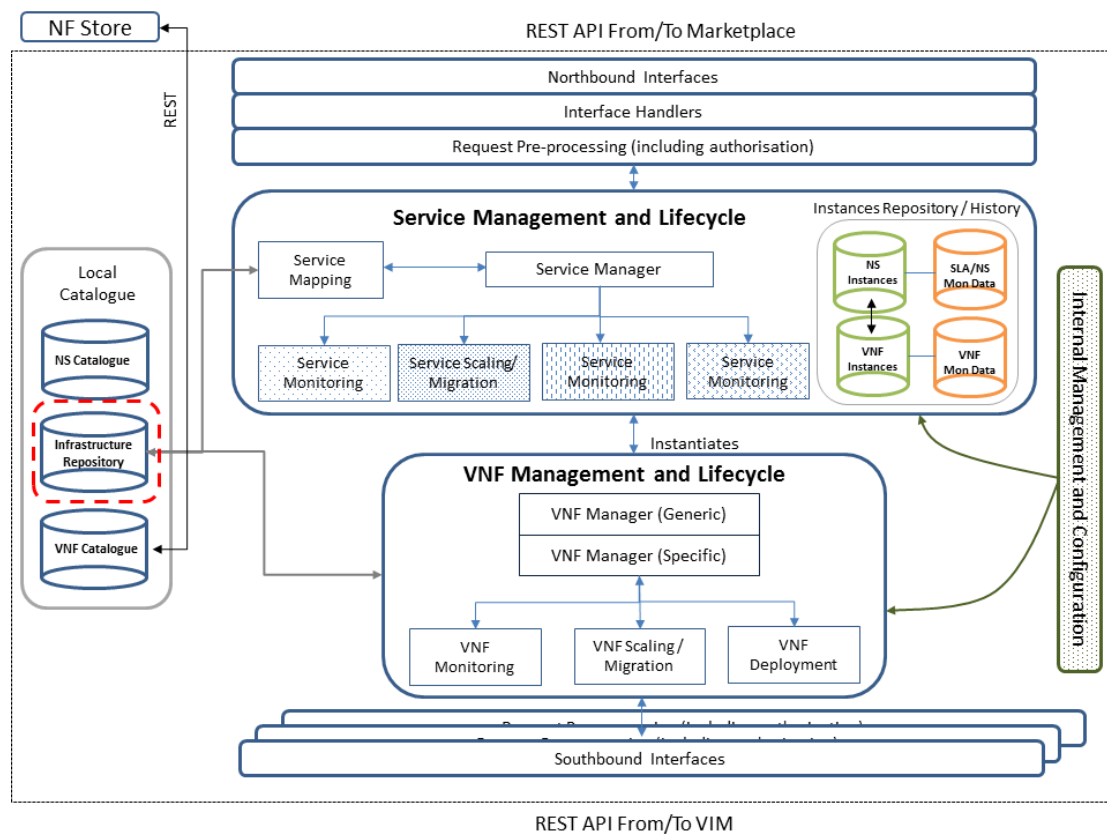 NF Store
REST API From/To Marketplace
REST
Northbound Interfaces
Interface Handlers
Request Pre-processing (including authorisation)
Service Management and Lifecycle
Instances Repository / History
Service
Mapping
Service Manager
NS
Instances
SLA/NS
Mon Data
VNF
Instances
VNF
Mon Data
Service
Monitoring
Service Scaling/
Migration
Service
Monitoring
Service
Monitoring
Local
Catalogue
NS Catalogue
Infrastructure
Repository
VNF Catalogue
Internal Management and Configuration
Instantiates
VNF Management and Lifecycle
VNF Manager (Generic)
VNF Manager (Specific)
VNF
Monitoring
VNF Scaling /
Migration
VNF
Deployment
Southbound Interfaces
REST API From/To VIM